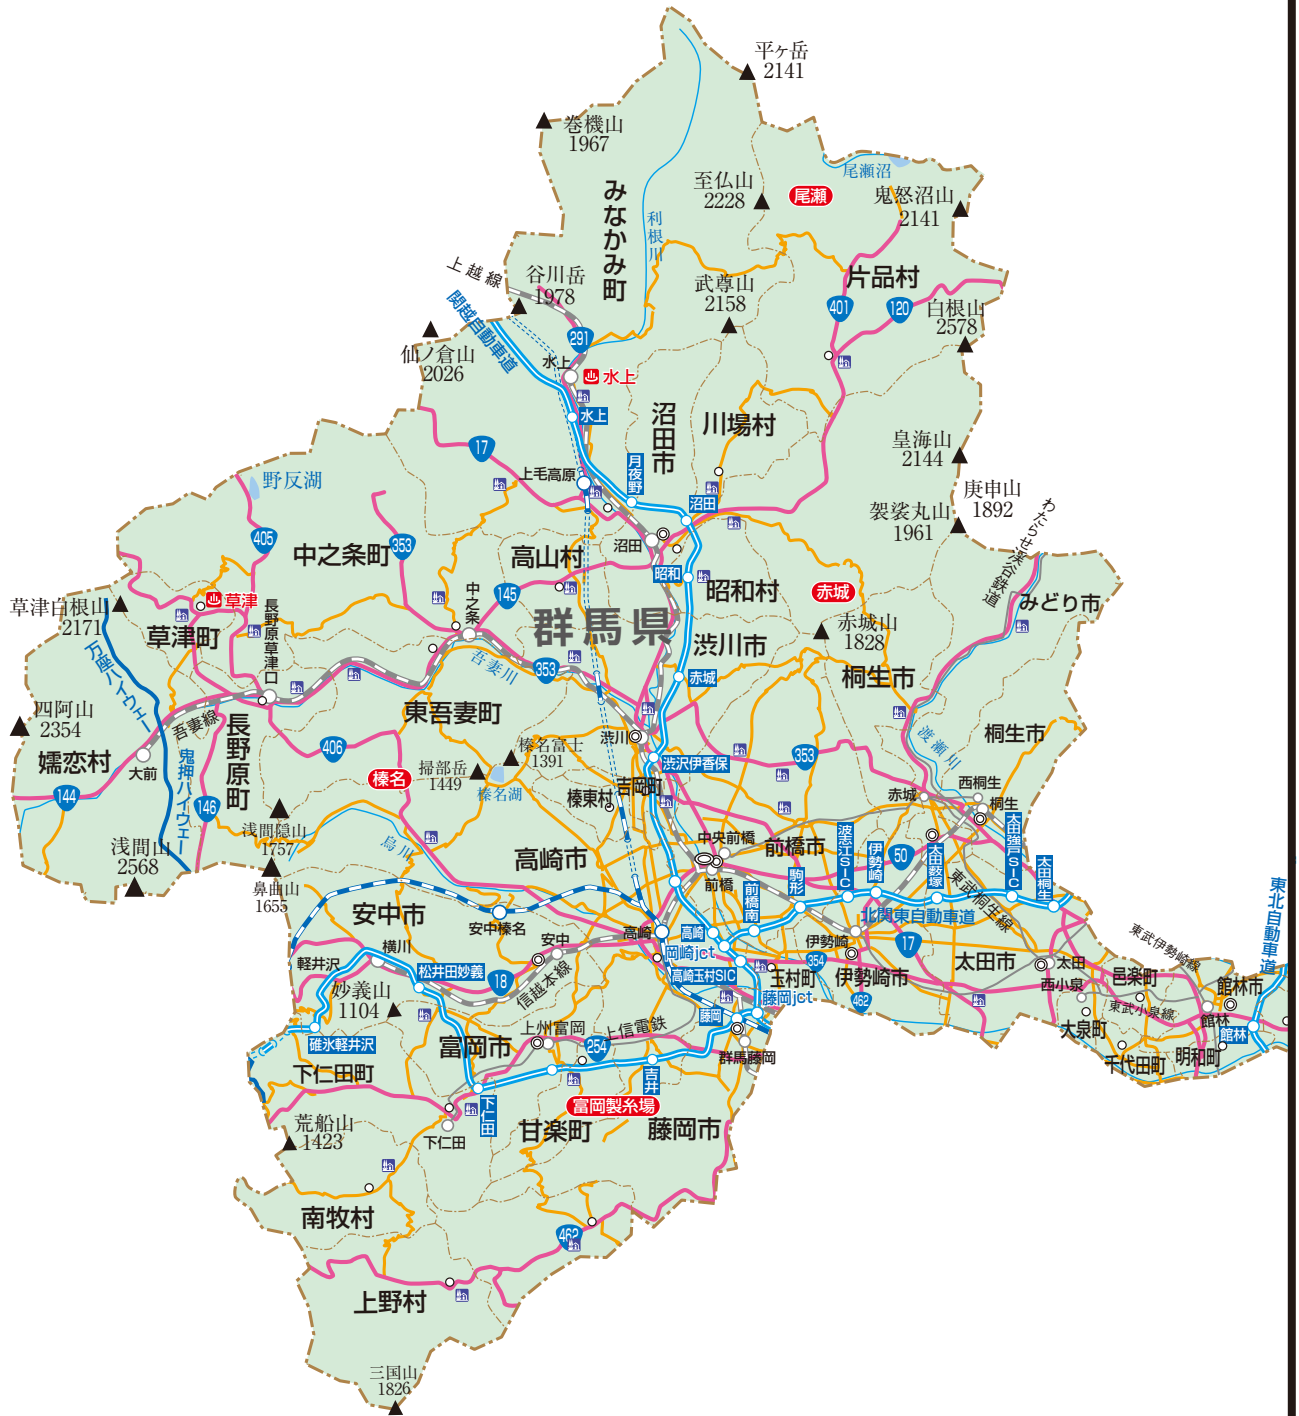 平ヶ岳
2141
巻機山
1967
みなかみ町
利根川
至仏山
2228
尾瀬
尾瀬沼
鬼怒沼山
2141
片品村
上越線
谷川岳
1978
関越自動車道
武尊山
2158
401
120
白根山
2578
291
仙ノ倉山
2026
水上
水上
水上
沼田市
川場村
17
上毛高原
月夜野
沼田
皇海山
2144
野反湖
庚申山
1892
袈裟丸山
1961
わたらせ渓谷鉄道
405
中之条町
353
高山村
沼田
昭和
昭和村
145
中之条
草津白根山
2171
草津
草津町
長野原草津口
群馬県
渋川市
赤城
赤城山
1828
みどり市
万座ハイウェー
吾妻川
353
赤城
桐生市
四阿山
2354
吾妻線
長野原町
東吾妻町
渡瀬川
桐生市
嬬恋村
大前
鬼押ハイウェー
406
渋川
榛名富士
1391
榛名
掃部岳
1449
榛名湖
渋沢伊香保
吉岡町
榛東村
353
144
146
浅間隠山
1757
赤城
西桐生
桐生
浅間山
2568
鼻曲山
1655
烏川
高崎市
中央前橋
前橋市
前橋
50
駒形
波志江SIC
伊勢崎
太田藪塚
太田強戸SIC
太田桐生
東武桐生線
安中市
安中榛名
前橋南
北関東自動車道
東北自動車道
高崎
高崎
岡崎jct
伊勢崎
17
東武伊勢崎線
軽井沢
横川
安中
松井田妙義
18
信越本線
高崎玉村SIC
玉村町
354
伊勢崎市
太田市
太田
邑楽町
館林市
妙義山
1104
藤岡jct
462
西小泉
東武小泉線
館林
館林
藤岡
大泉町
碓氷軽井沢
富岡市
上州富岡
上信電鉄
254
群馬藤岡
千代田町
明和町
下仁田町
吉井
富岡製糸場
下仁田
下仁田
甘楽町
藤岡市
荒船山
1423
南牧村
462
上野村
三国山
1826